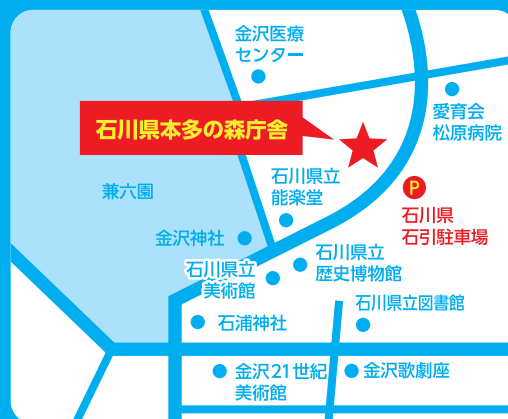 金沢医療
センター
愛育会
松原病院
石川県本多の森庁舎
石川県立
能楽堂
兼六園
P
石川県
石引駐車場
金沢神社
石川県立
歴史博物館
石川県立
美術館
石川県立図書館
石浦神社
金沢21世紀
美術館
金沢歌劇座